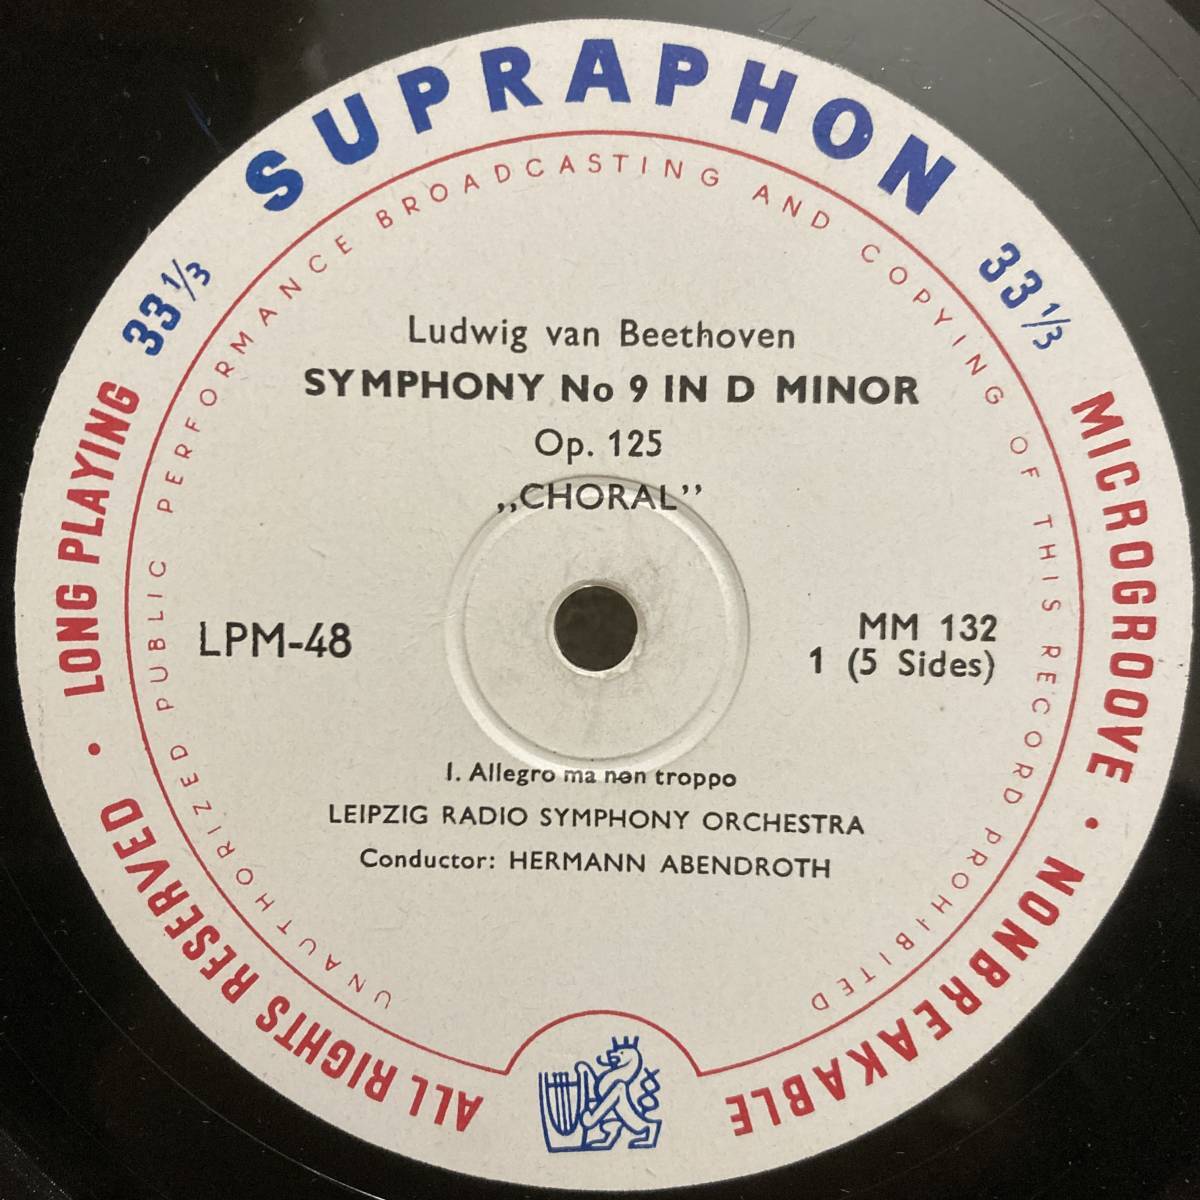 SUPRAPHON
33 1/3
33 1/3
LONG PLAYING
MICROGROOVE
• NONBREAKABLE
ALL RIGHTS RESERVED •
UNAUTHORIZED PUBLIC PERFORMANCE BROADCASTING AND COPYING OF THIS RECORD PROHIBITED
Ludwig van Beethoven
SYMPHONY No 9 IN D MINOR
Op. 125
„CHORAL”
LPM-48
MM 132
1 (5 Sides)
I. Allegro ma non troppo
LEIPZIG RADIO SYMPHONY ORCHESTRA
Conductor: HERMANN ABENDROTH